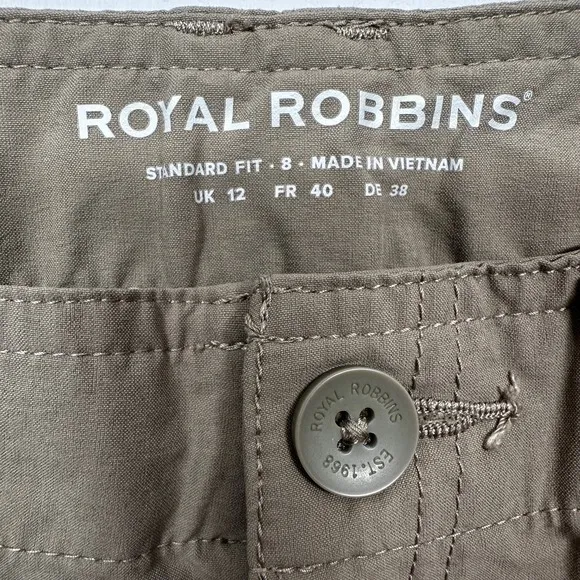 ROYAL ROBBINS®
STANDARD FIT · 8 · MADE IN VIETNAM
UK 12 FR 40 DE 38
ROYAL ROBBINS
EST. 1968